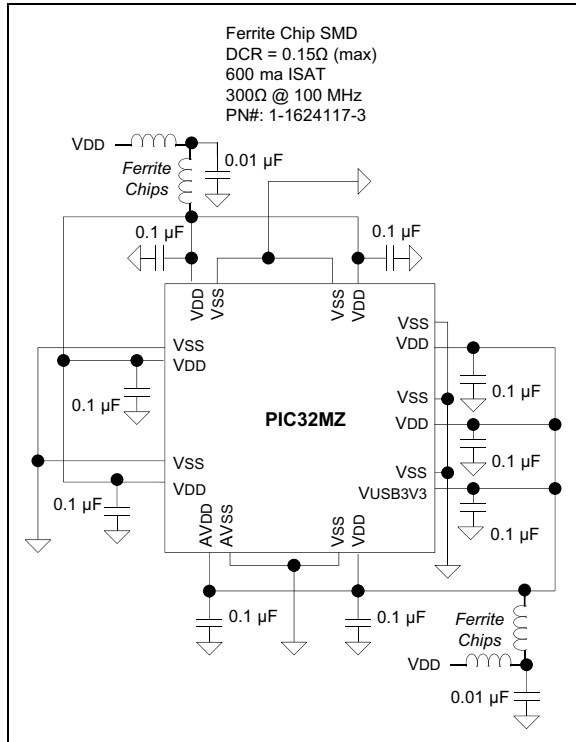 Ferrite Chip SMD
DCR = 0.15Ω (max)
600 ma ISAT
300Ω @ 100 MHz
PN#: 1-1624117-3
VDD
Ferrite
Chips
0.01 µF
0.1 µF
0.1 µF
VDD
VSS
VSS
VDD
VSS
VDD
0.1 µF
VSS
VDD
0.1 µF
PIC32MZ
VSS
VDD
0.1 µF
VSS
VDD
0.1 µF
VSS
VUSB3V3
0.1 µF
AVDD
AVSS
VSS
VDD
0.1 µF
0.1 µF
Ferrite
Chips
VDD
0.01 µF